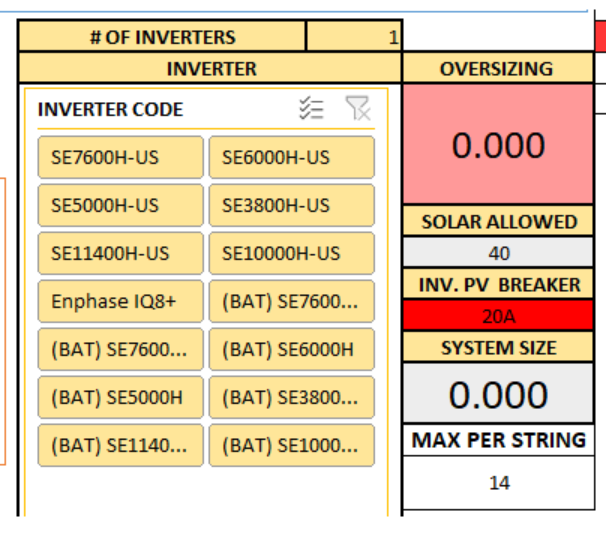 # OF INVERTERS 1
INVERTER OVERSIZING
INVERTER CODE
0.000
SE7600H-US SE6000H-US
SE5000H-US SE3800H-US
SOLAR ALLOWED
SE11400H-US SE10000H-US 40
INV. PV BREAKER
Enphase IQ8+ (BAT) SE7600...
20A
(BAT) SE7600... (BAT) SE6000H SYSTEM SIZE
(BAT) SE5000H (BAT) SE3800... 0.000
(BAT) SE1140... (BAT) SE1000... MAX PER STRING
14